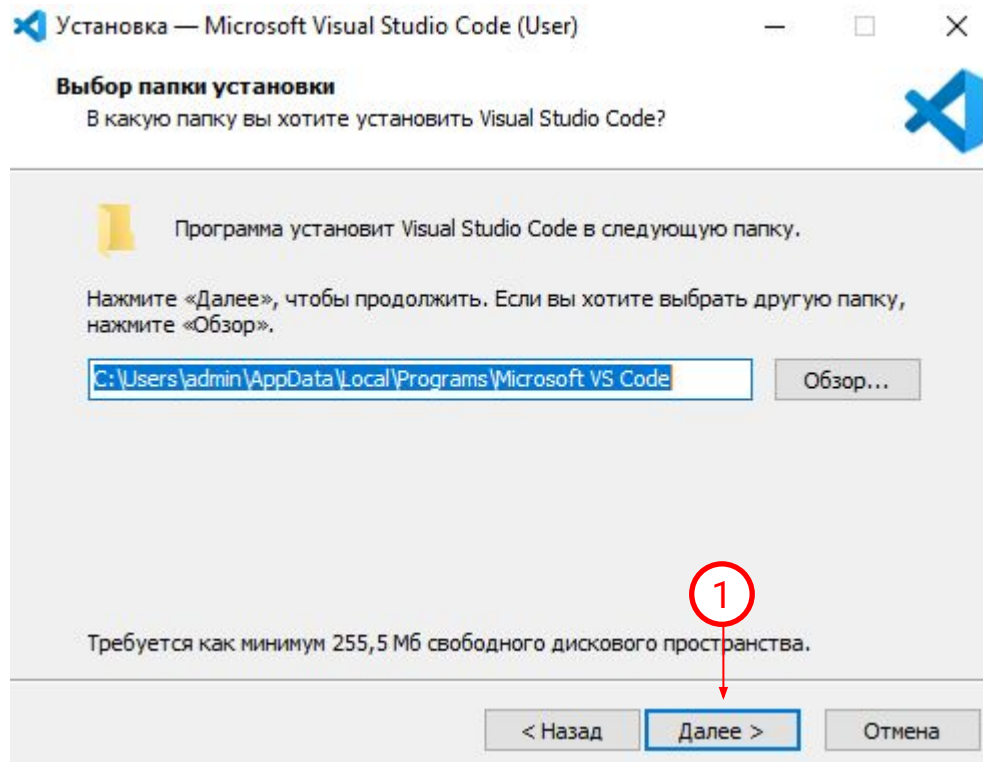 Установка — Microsoft Visual Studio Code (User)
Выбор папки установки
В какую папку вы хотите установить Visual Studio Code?
Программа установит Visual Studio Code в следующую папку.
Нажмите «Далее», чтобы продолжить. Если вы хотите выбрать другую папку,
нажмите «Обзор».
C:\Users\admin\AppData\Local\Programs\Microsoft VS Code
Обзор...
1
Требуется как минимум 255,5 Мб свободного дискового пространства.
< Назад
Далее >
Отмена